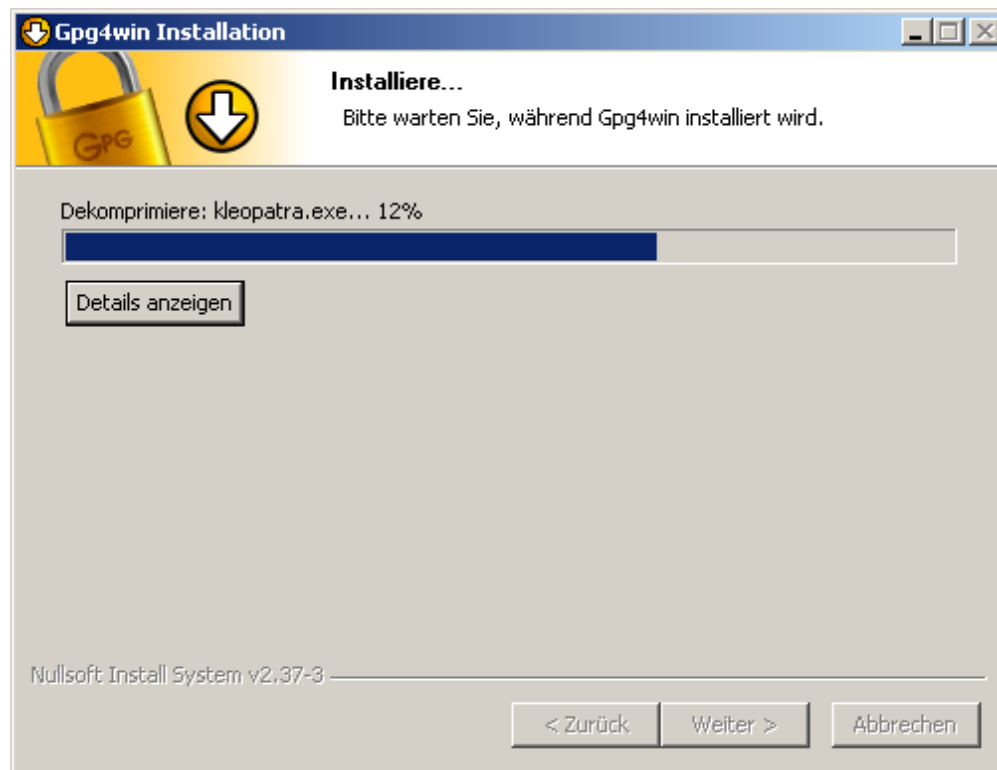 Gpg4win Installation
GPG
Installiere...
Bitte warten Sie, während Gpg4win installiert wird.
Dekomprimiere: kleopatra.exe... 12%
Details anzeigen
Nullsoft Install System v2.37-3
< Zurück
Weiter >
Abbrechen